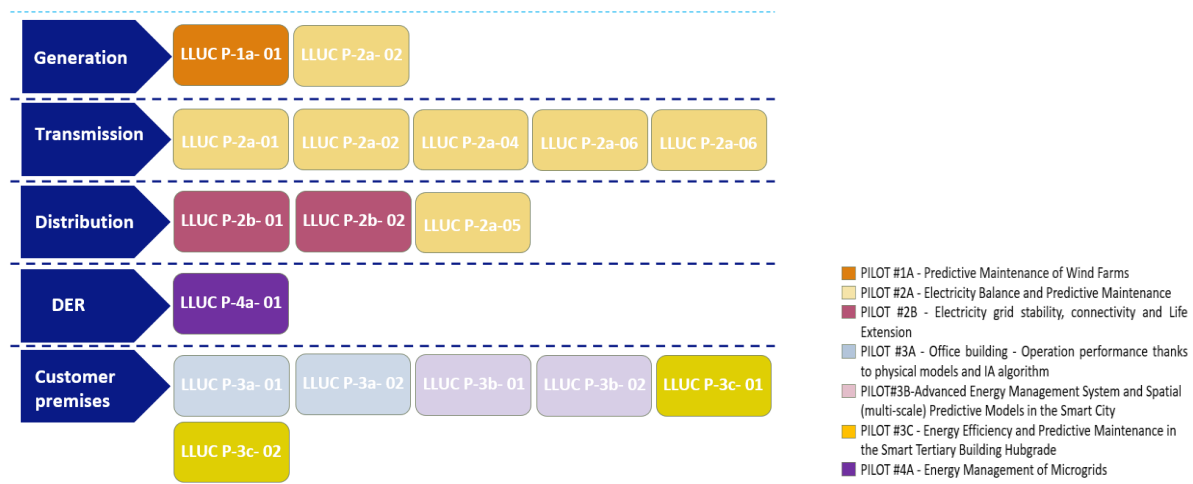 Generation
LLUC P-1a- 01
LLUC P-2a- 02
Transmission
LLUC P-2a-01
LLUC P-2a-02
LLUC P-2a-04
LLUC P-2a-06
LLUC P-2a-06
Distribution
LLUC P-2b- 01
LLUC P-2b- 02
LLUC P-2a-05
DER
LLUC P-4a- 01
Customer
premises
LLUC P-3a- 01
LLUC P-3a- 02
LLUC P-3b- 01
LLUC P-3b- 02
LLUC P-3c- 01
LLUC P-3c- 02
PILOT #1A - Predictive Maintenance of Wind Farms
PILOT #2A - Electricity Balance and Predictive Maintenance
PILOT #2B - Electricity grid stability, connectivity and Life
Extension
PILOT #3A - Office building - Operation performance thanks
to physical models and IA algorithm
PILOT#3B-Advanced Energy Management System and Spatial
(multi-scale) Predictive Models in the Smart City
PILOT #3C - Energy Efficiency and Predictive Maintenance in
the Smart Tertiary Building Hubgrade
PILOT #4A - Energy Management of Microgrids